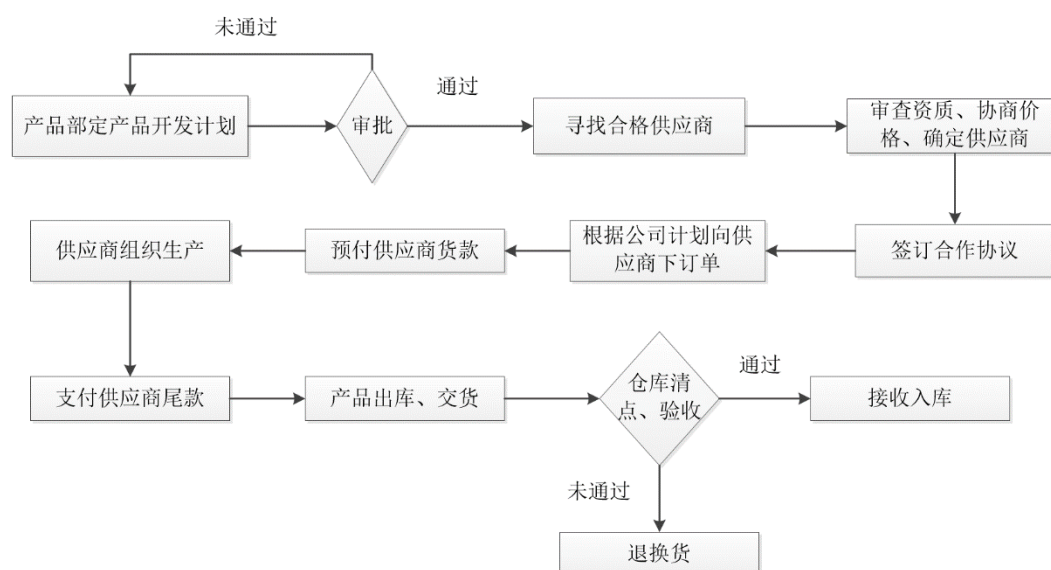 未通过
通过
产品部定产品开发计划
审批
寻找合格供应商
审查资质、协商价
格、确定供应商
供应商组织生产
预付供应商货款
根据公司计划向供
应商下订单
签订合作协议
支付供应商尾款
产品出库、交货
仓库清
点、验收
通过
接收入库
未通过
退换货